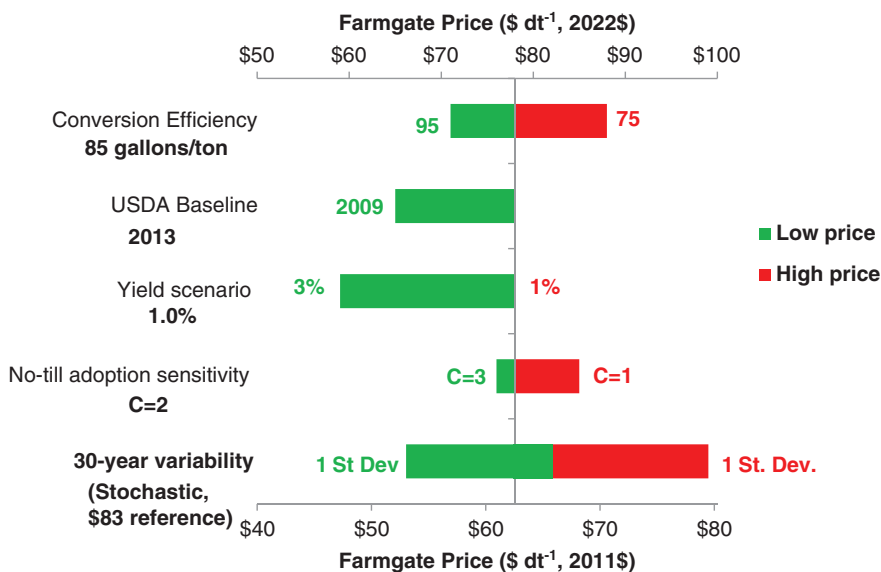 Farmgate Price ($ dt-1, 2022$)
$50 $60 $70 $80 $90 $100
Conversion Efficiency
85 gallons/ton
95
75
USDA Baseline
2013
2009
Low price
High price
Yield scenario
1.0%
3%
1%
No-till adoption sensitivity
C=2
C=3
C=1
30-year variability
(Stochastic,
$83 reference)
1 St Dev
1 St. Dev.
$40 $50 $60 $70 $80
Farmgate Price ($ dt-1, 2011$)